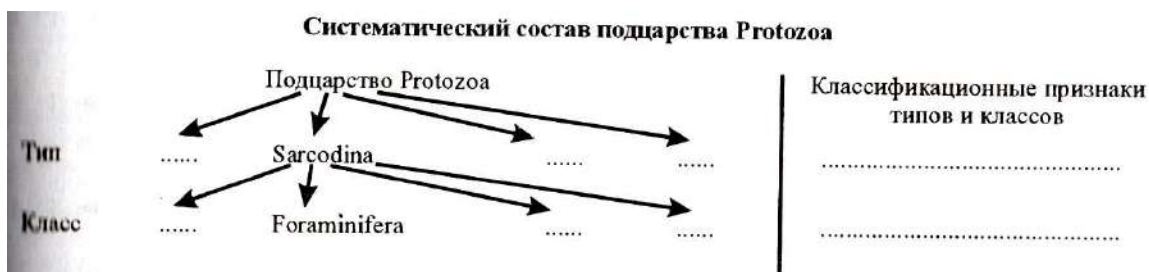 Систематический состав подцарства Protozoa
Подцарство Protozoa
Классификационные признаки
типов и классов
Тип ...... Sarcodina ...... ...... ..........................................
Класс ...... Foraminifera ...... ...... ..........................................